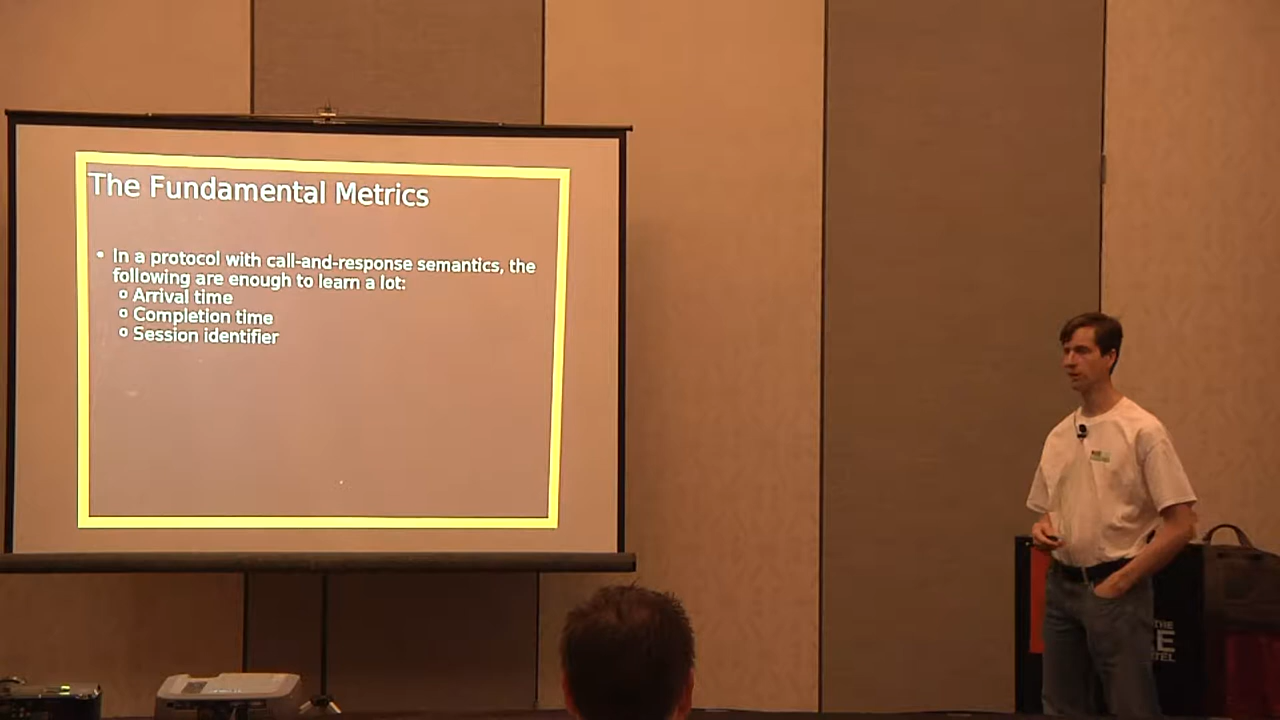 The Fundamental Metrics
• In a protocol with call-and-response semantics, the
following are enough to learn a lot:
o Arrival time
o Completion time
o Session identifier
THE